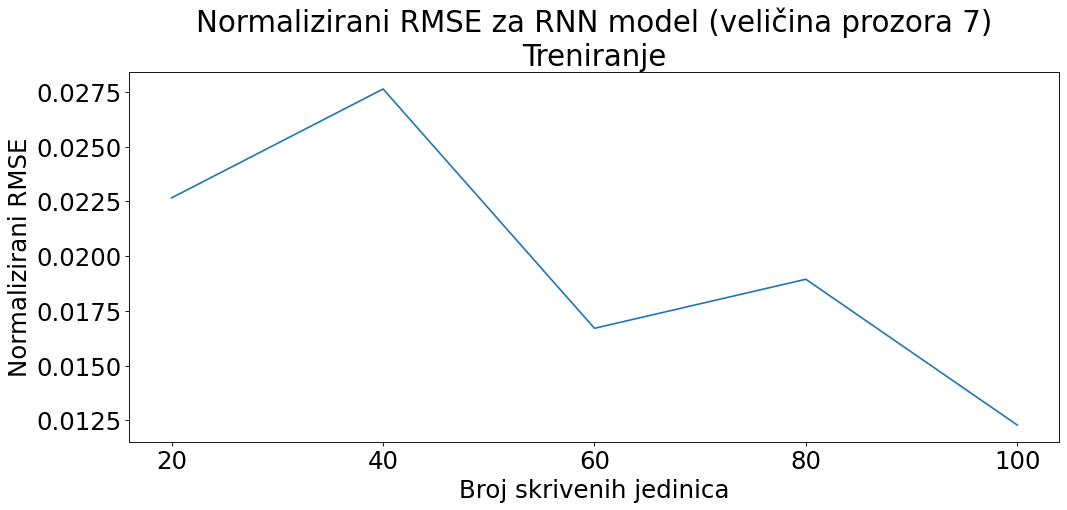 Normalizirani RMSE za RNN model (veličina prozora 7)
Treniranje
Normalizirani RMSE
0.0275
0.0250
0.0225
0.0200
0.0175
0.0150
0.0125
20 40 60 80 100
Broj skrivenih jedinica